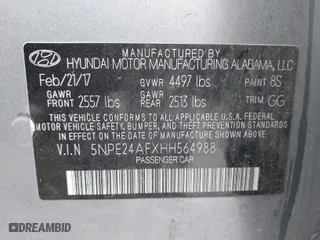 MANUFACTURED BY
HYUNDAI MOTOR MANUFACTURING ALABAMA, LLC
Feb/21/17 GVWR 4497 lbs PAINT 8S
GAWR FRONT 2557 lbs GAWR REAR 2513 lbs TRIM GG
THIS VEHICLE CONFORMS TO ALL APPLICABLE U.S. FEDERAL
MOTOR VEHICLE SAFETY, BUMPER, AND THEFT PREVENTION
STANDARDS IN EFFECT ON THE DATE OF MANUFACTURE SHOWN ABOVE.
V.I.N 5NPE24AFXHH564988
PASSENGER CAR
DREAMBID